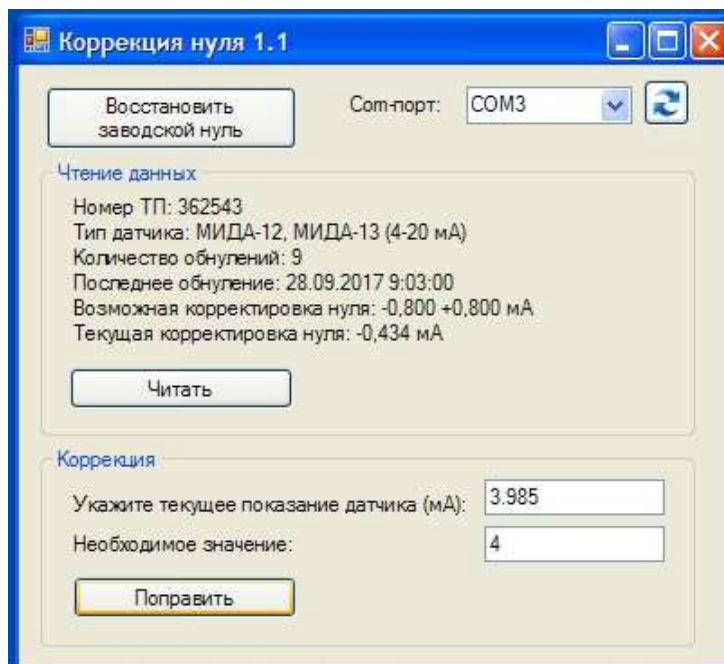 Коррекция нуля 1.1
Восстановить
заводской нуль
Com-порт:
COM3
Чтение данных
Номер ТП: 362543
Тип датчика: МИДА-12, МИДА-13 (4-20 мА)
Количество обнулений: 9
Последнее обнуление: 28.09.2017 9:03:00
Возможная корректировка нуля: -0,800 +0,800 мА
Текущая корректировка нуля: -0,434 мА
Читать
Коррекция
Укажите текущее показание датчика (мА):
3.985
Необходимое значение:
4
Поправить